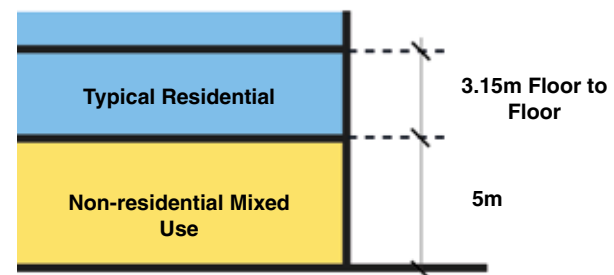 Typical Residential
3.15m Floor to
Floor
Non-residential Mixed
Use
5m